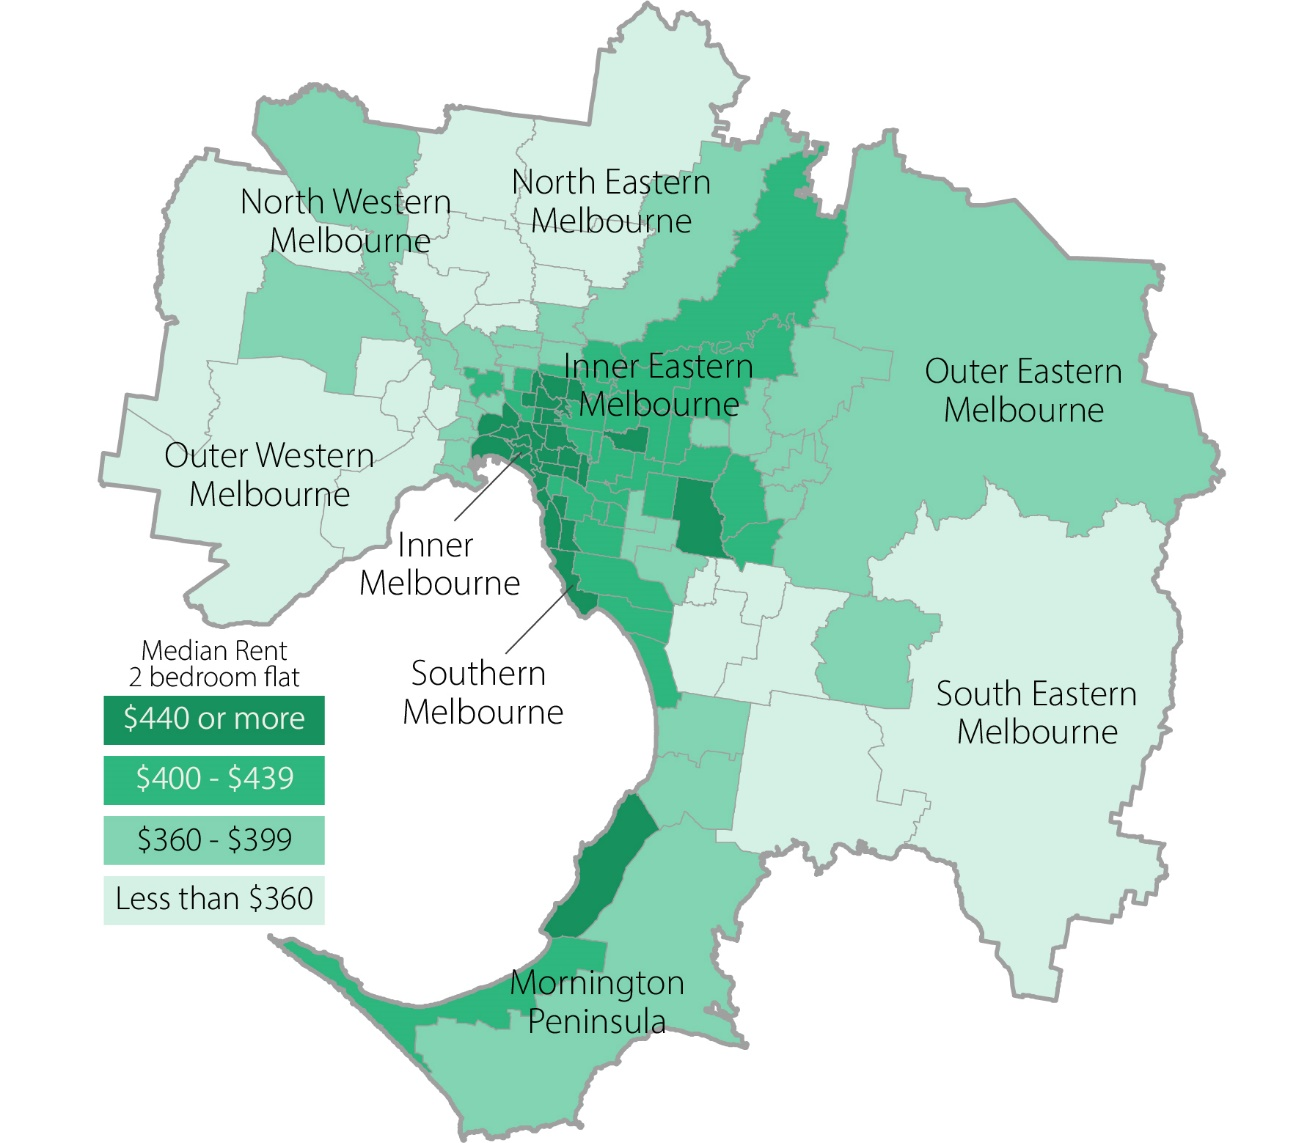 North Western
Melbourne
North Eastern
Melbourne
Inner Eastern
Melbourne
Outer Eastern
Melbourne
Outer Western
Melbourne
Inner
Melbourne
Southern
Melbourne
South Eastern
Melbourne
Mornington
Peninsula
Median Rent
2 bedroom flat
$440 or more
$400 - $439
$360 - $399
Less than $360